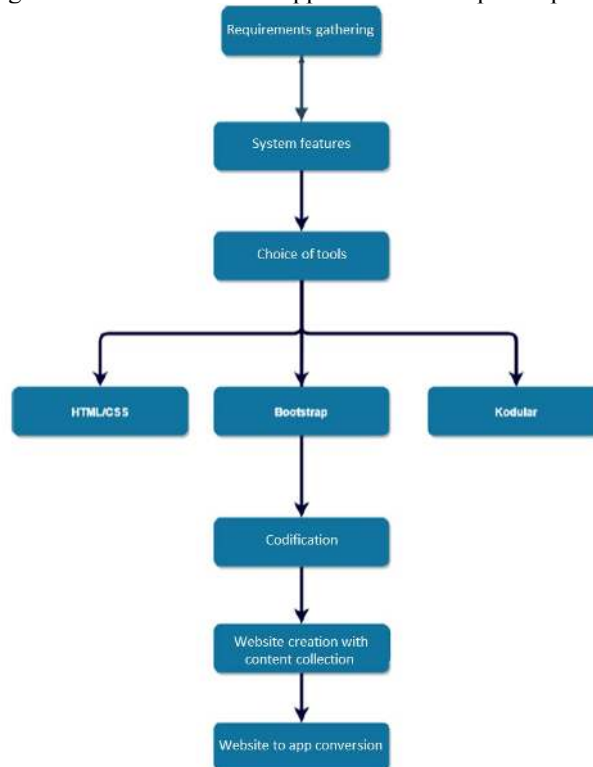 Requirements gathering
System features
Choice of tools
HTML/CSS
Bootstrap
Kodular
Codification
Website creation with
content collection
Website to app conversion